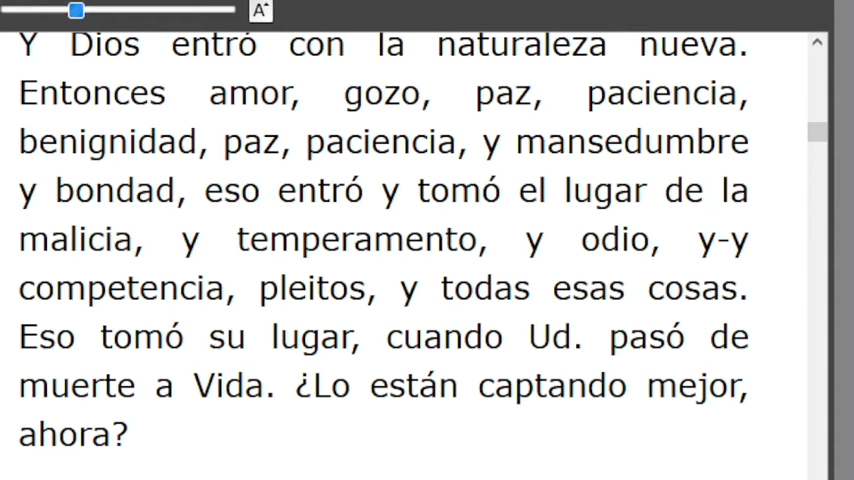 A
Y Dios entró con la naturaleza nueva.
Entonces amor, gozo, paz, paciencia,
benignidad, paz, paciencia, y mansedumbre
y bondad, eso entró y tomó el lugar de la
malicia, y temperamento, y odio, y-y
competencia, pleitos, y todas esas cosas.
Eso tomó su lugar, cuando Ud. pasó de
muerte a Vida. ¿Lo están captando mejor,
ahora?